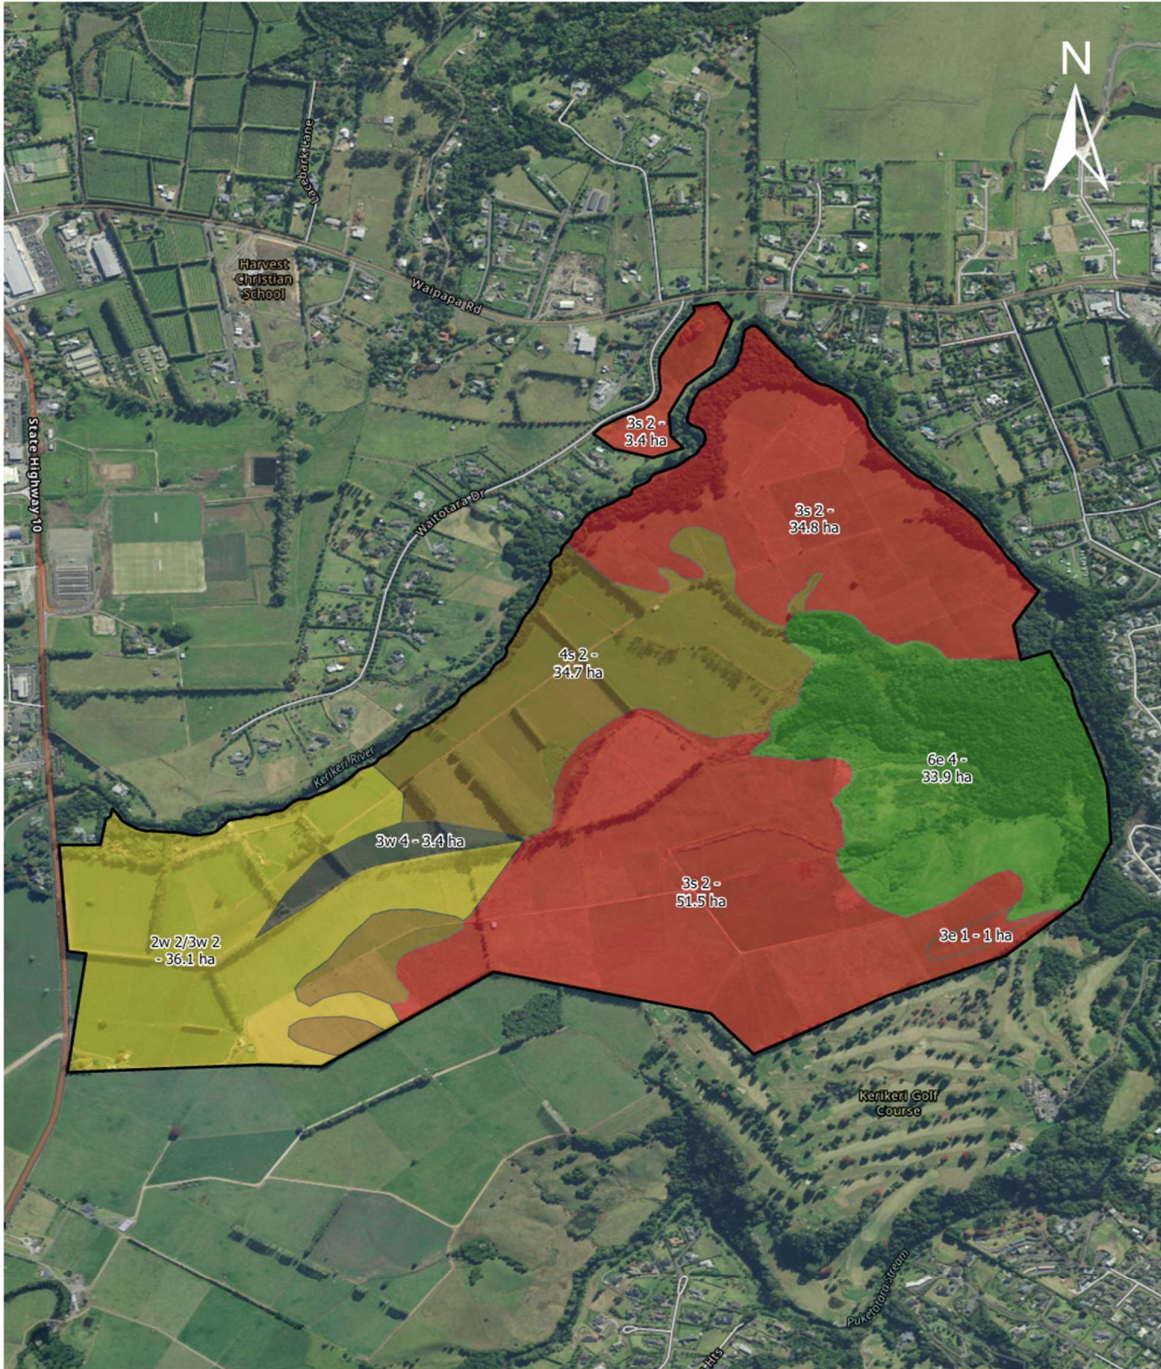 N
Lacebark Lane
Harvest
Christian
School
Waipapa Rd
State Highway 10
3s 2 -
3.4 ha
Waitotara Dr
3s 2 -
34.8 ha
4s 2 -
34.7 ha
Kerikeri River
6e 4 -
33.9 ha
3w 4 - 3.4 ha
3s 2 -
51.5 ha
2w 2/3w 2
- 36.1 ha
3e 1 - 1 ha
Kerikeri Golf
Course
Puketotara Stream
Hts